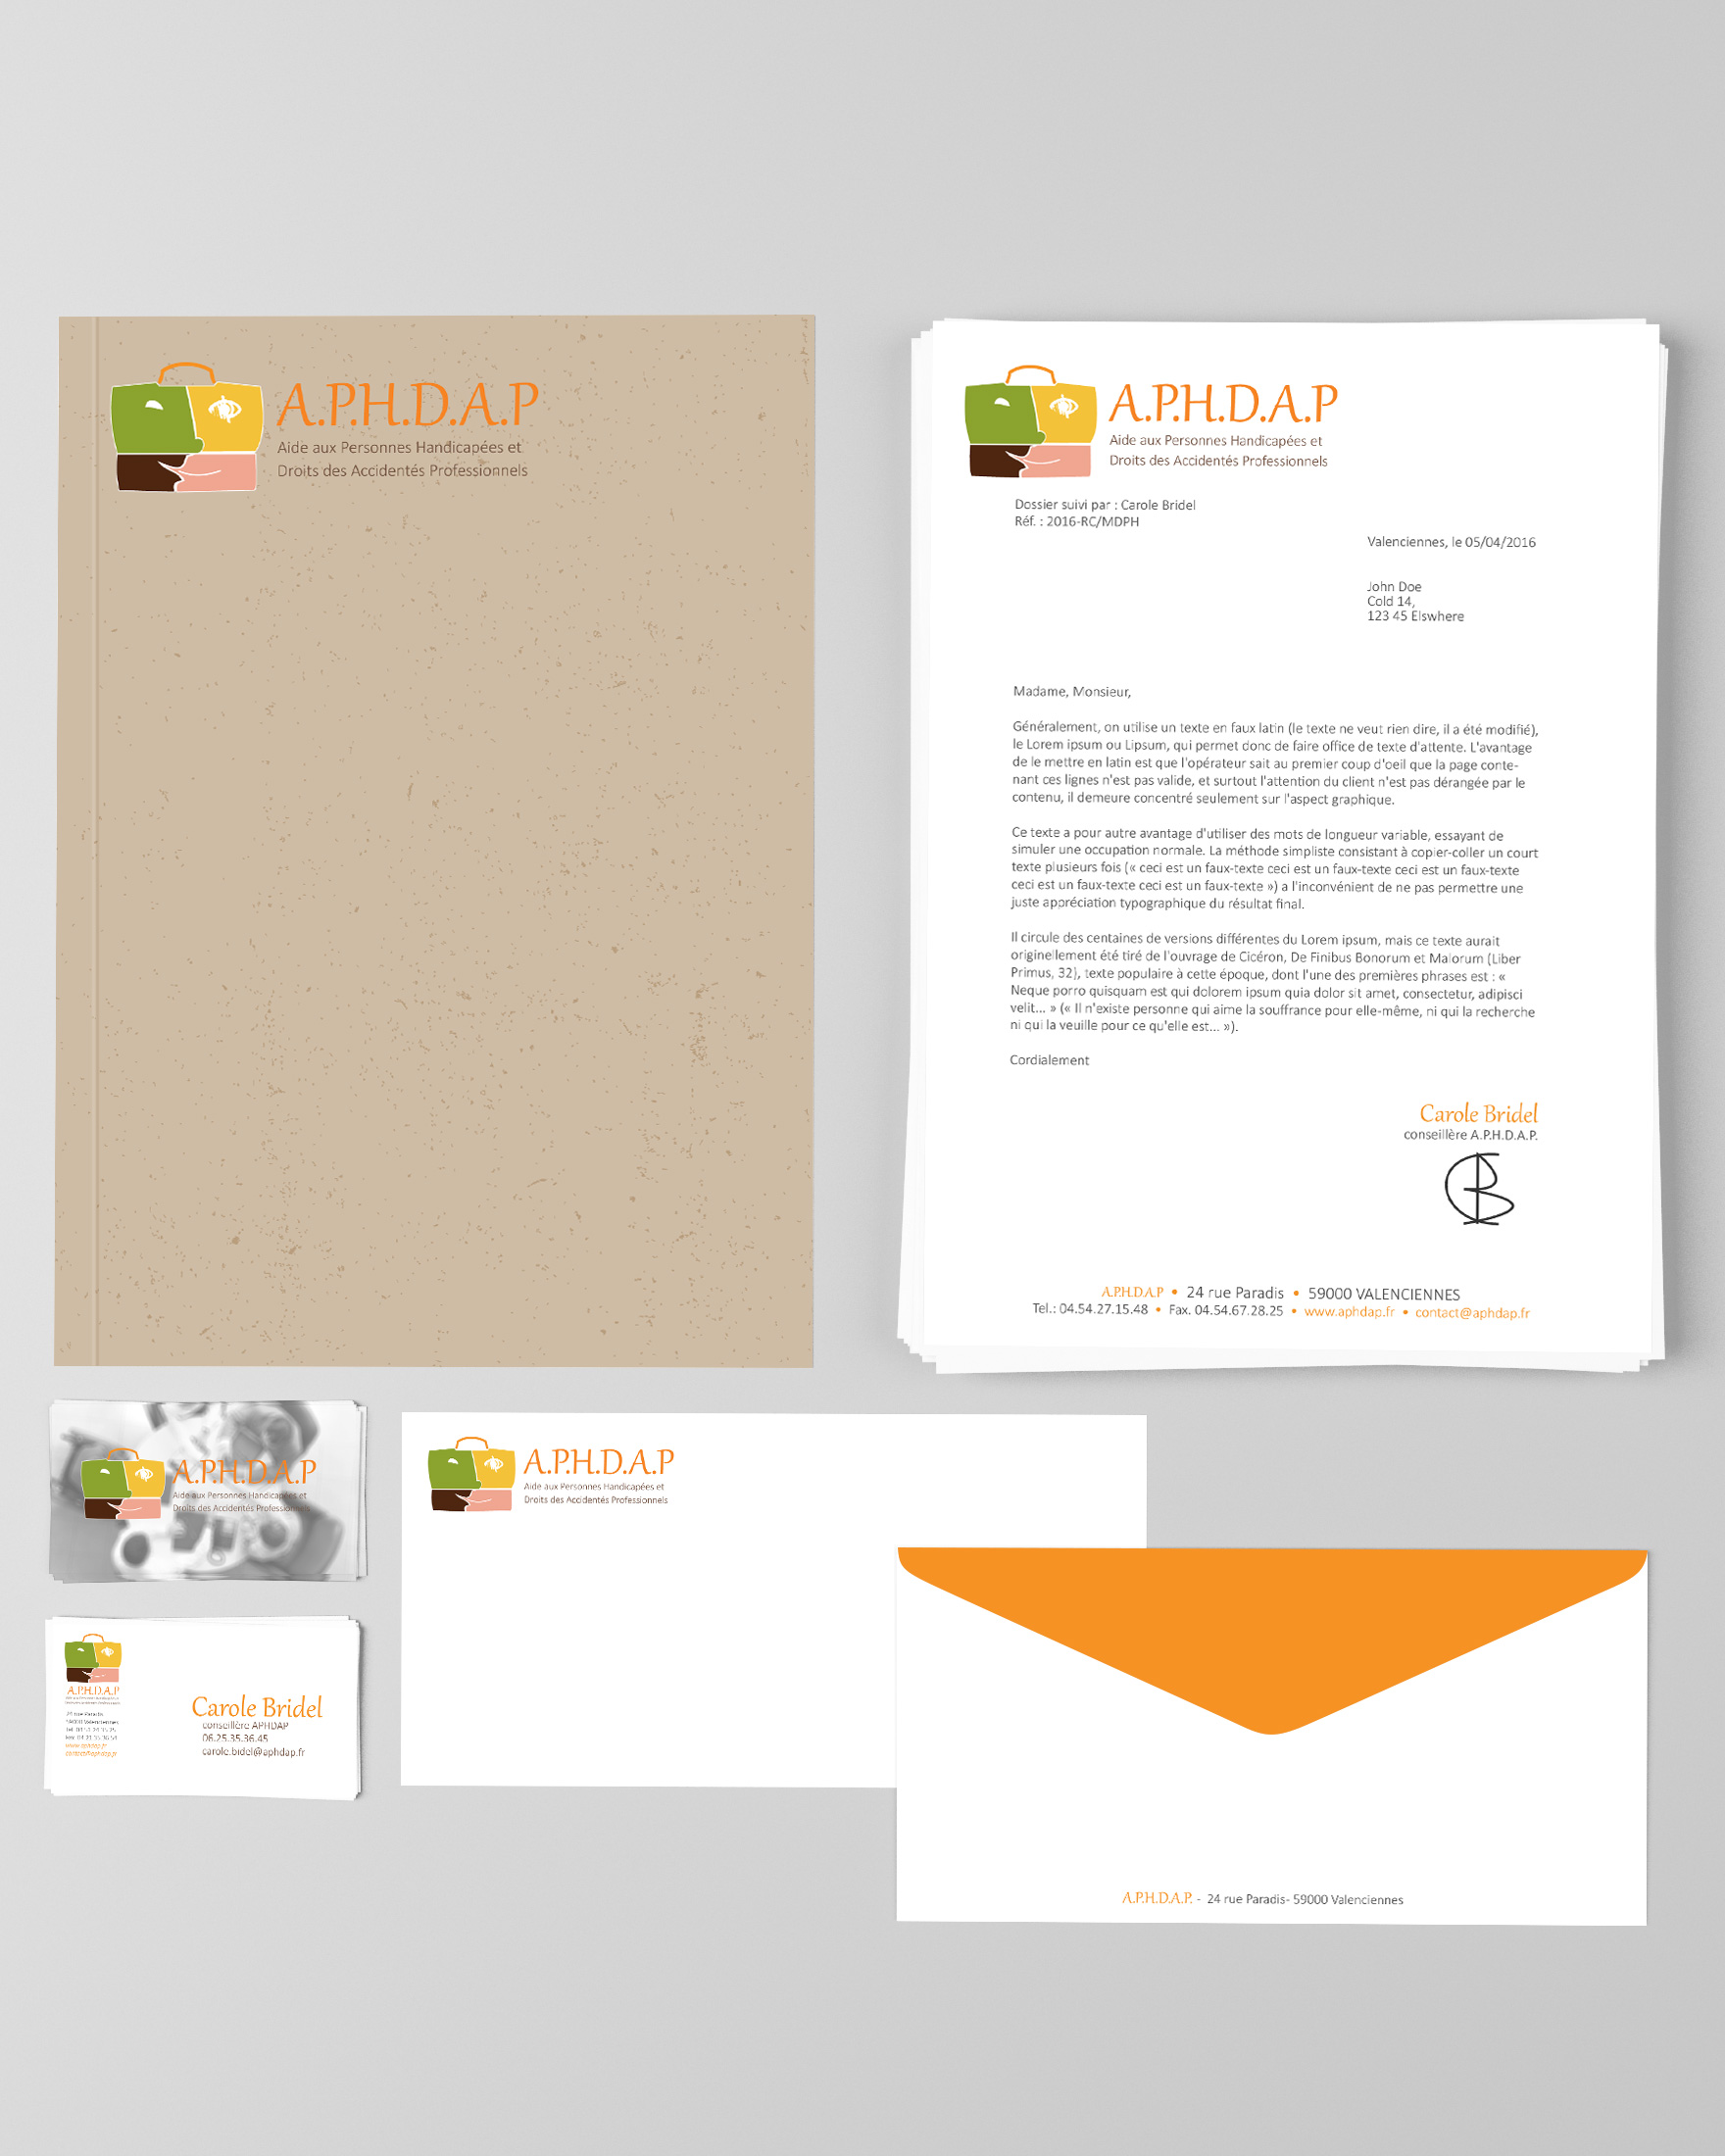 A.P.H.D.A.P
Aide aux Personnes Handicapées et
Droits des Accidentés Professionnels
A.P.H.D.A.P
Aide aux Personnes Handicapées et
Droits des Accidentés Professionnels
Dossier suivi par : Carole Bridel
Réf. : 2016-RC/MDPH
Valenciennes, le 05/04/2016
John Doe
Cold 14,
123 45 Elswhere
Madame, Monsieur,
Généralement, on utilise un texte en faux latin (le texte ne veut rien dire, il a été modifié),
le Lorem ipsum ou Lipsum, qui permet donc de faire office de texte d'attente. L'avantage
de le mettre en latin est que l'opérateur sait au premier coup d'oeil que la page conte-
nant ces lignes n'est pas valide, et surtout l'attention du client n'est pas dérangée par le
contenu, il demeure concentré seulement sur l'aspect graphique.
Ce texte a pour autre avantage d'utiliser des mots de longueur variable, essayant de
simuler une occupation normale. La méthode simpliste consistant à copier-coller un court
texte plusieurs fois (« ceci est un faux-texte ceci est un faux-texte ceci est un faux-texte
ceci est un faux-texte ceci est un faux-texte ») a l'inconvénient de ne pas permettre une
juste appréciation typographique du résultat final.
Il circule des centaines de versions différentes du Lorem ipsum, mais ce texte aurait
originellement été tiré de l'ouvrage de Cicéron, De Finibus Bonorum et Malorum (Liber
Primus, 32), texte populaire à cette époque, dont l'une des premières phrases est : «
Neque porro quisquam est qui dolorem ipsum quia dolor sit amet, consectetur, adipisci
velit... » (« Il n'existe personne qui aime la souffrance pour elle-même, ni qui la recherche
ni qui la veuille pour ce qu'elle est... »).
Cordialement
Carole Bridel
conseillère A.P.H.D.A.P.
A.P.H.D.A.P • 24 rue Paradis • 59000 VALENCIENNES
Tel.: 04.54.27.15.48 • Fax. 04.54.67.28.25 • www.aphdap.fr • contact@aphdap.fr
A.P.H.D.A.P
Aide aux Personnes Handicapées et
Droits des Accidentés Professionnels
A.P.H.D.A.P
Aide aux Personnes Handicapées et
Droits des Accidentés Professionnels
A.P.H.D.A.P
24 rue Paradis
59000 Valenciennes
www.aphdap.fr
contact@aphdap.fr
Carole Bridel
conseillère APHDAP
06.25.35.36.45
carole.bidel@aphdap.fr
A.P.H.D.A.P. - 24 rue Paradis- 59000 Valenciennes